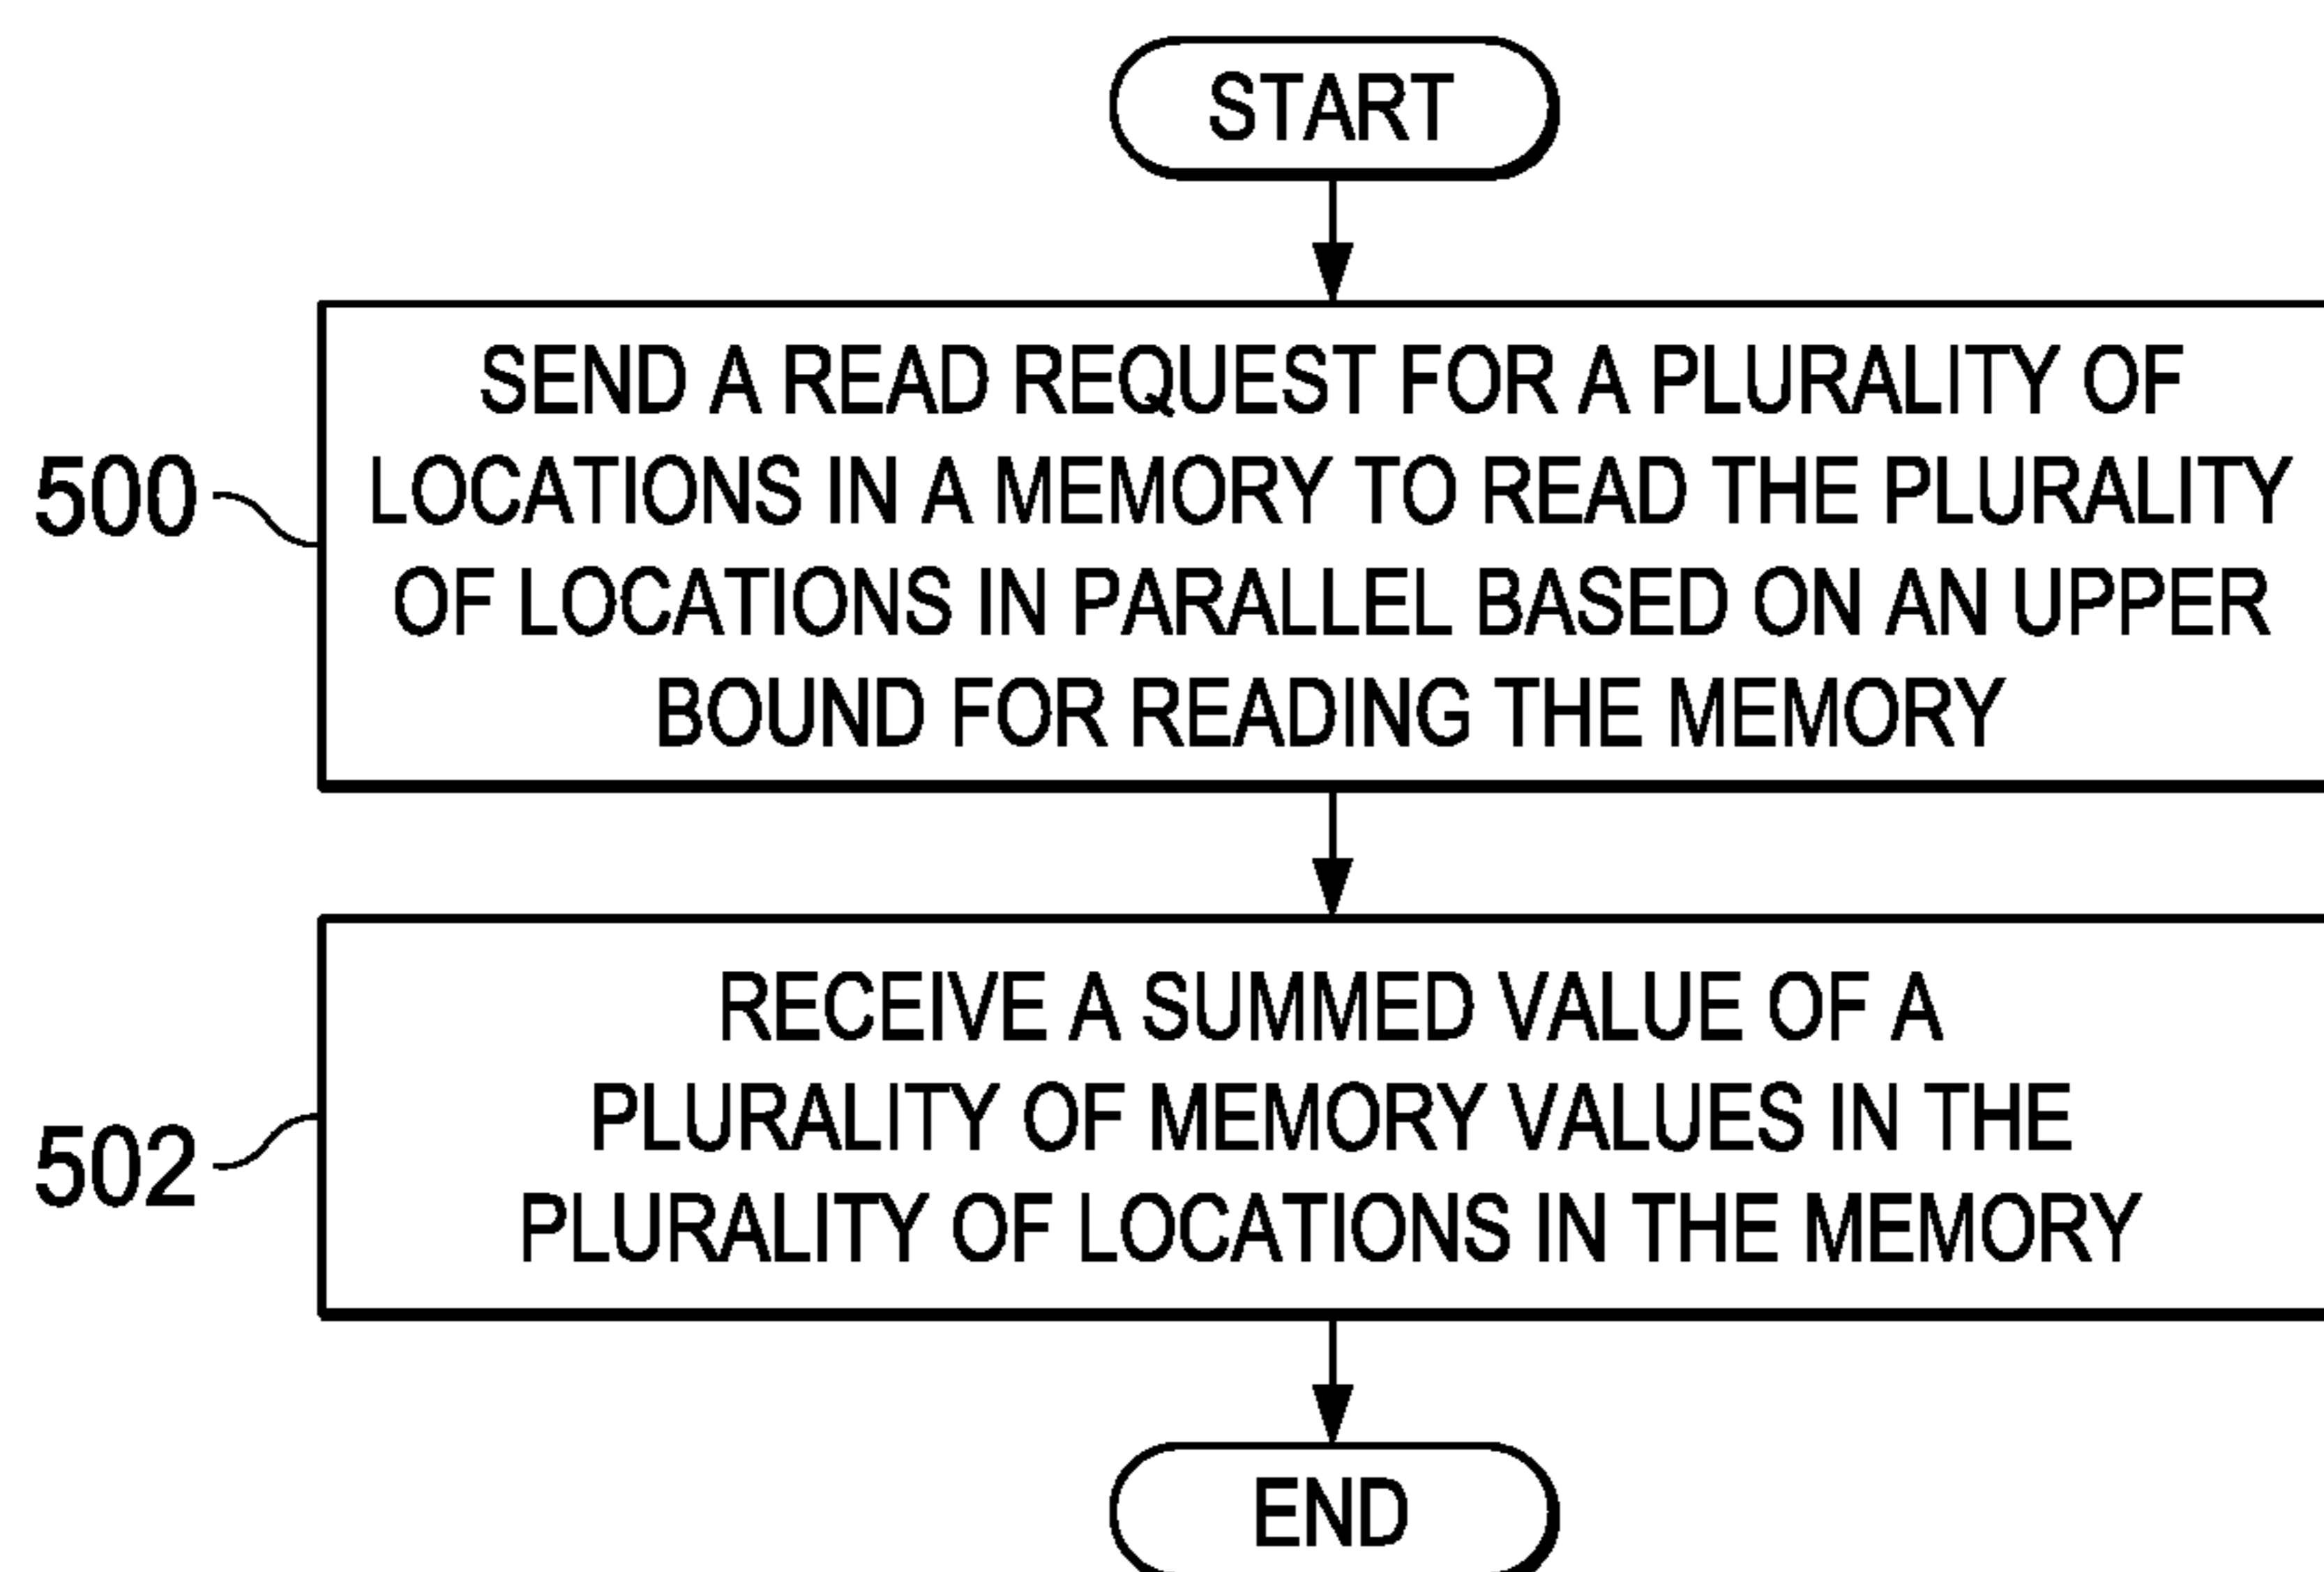 START
SEND A READ REQUEST FOR A PLURALITY OF
LOCATIONS IN A MEMORY TO READ THE PLURALITY
OF LOCATIONS IN PARALLEL BASED ON AN UPPER
BOUND FOR READING THE MEMORY
500
RECEIVE A SUMMED VALUE OF A
PLURALITY OF MEMORY VALUES IN THE
PLURALITY OF LOCATIONS IN THE MEMORY
502
END